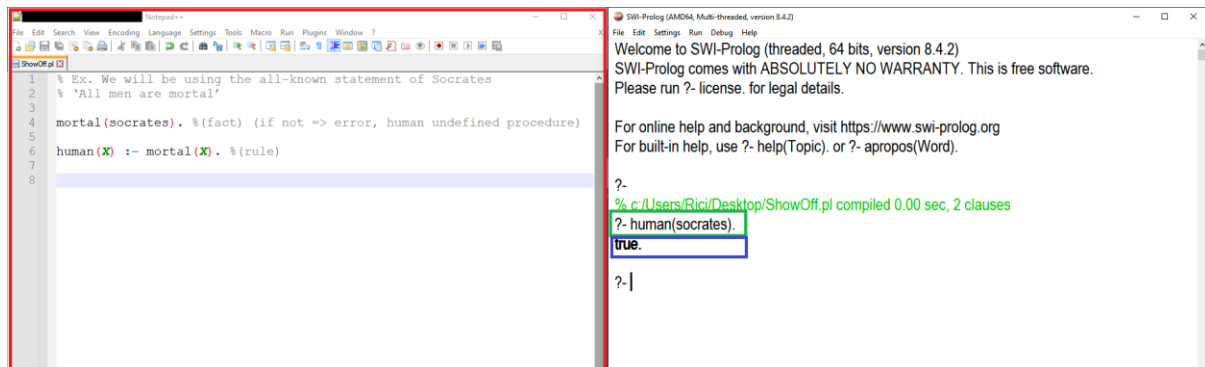 Notepad++
File Edit Search View Encoding Language Settings Tools Macro Run Plugins Window ? X
ShowOff.pl
1 % Ex. We will be using the all-known statement of Socrates
2 % ‘All men are mortal’
3
4 mortal(socrates). %(fact) (if not => error, human undefined procedure)
5
6 human(X) :- mortal(X). %(rule)
7
8
SWI-Prolog (AMD64, Multi-threaded, version 8.4.2)
File Edit Settings Run Debug Help
Welcome to SWI-Prolog (threaded, 64 bits, version 8.4.2)
SWI-Prolog comes with ABSOLUTELY NO WARRANTY. This is free software.
Please run ?- license. for legal details.
For online help and background, visit https://www.swi-prolog.org
For built-in help, use ?- help(Topic). or ?- apropos(Word).
?-
% c:/Users/Rici/Desktop/ShowOff.pl compiled 0.00 sec, 2 clauses
?- human(socrates).
true.
?-